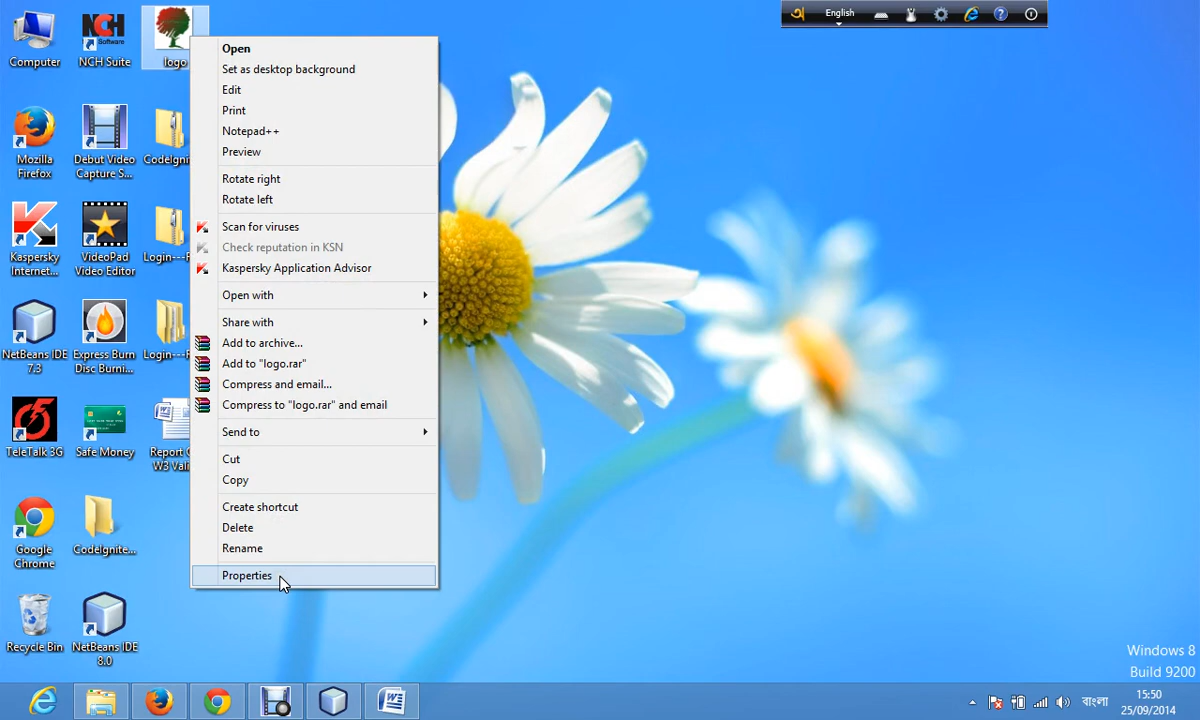 English
Computer
NCH Software
NCH Suite
logo
Mozilla
Firefox
Debut Video
Capture S...
CodeIgni
Kaspersky
Internet...
VideoPad
Video Editor
Login---F
NetBeans IDE
7.3
Express Burn
Disc Burni...
Login---F
TeleTalk 3G
Safe Money
Report
W3 Vali
Google
Chrome
CodeIgnite...
Recycle Bin
NetBeans IDE
8.0
Open
Set as desktop background
Edit
Print
Notepad++
Preview
Rotate right
Rotate left
Scan for viruses
Check reputation in KSN
Kaspersky Application Advisor
Open with
Share with
Add to archive...
Add to "logo.rar"
Compress and email...
Compress to "logo.rar" and email
Send to
Cut
Copy
Create shortcut
Delete
Rename
Properties
Windows 8
Build 9200
বাংলা
15:50
25/09/2014